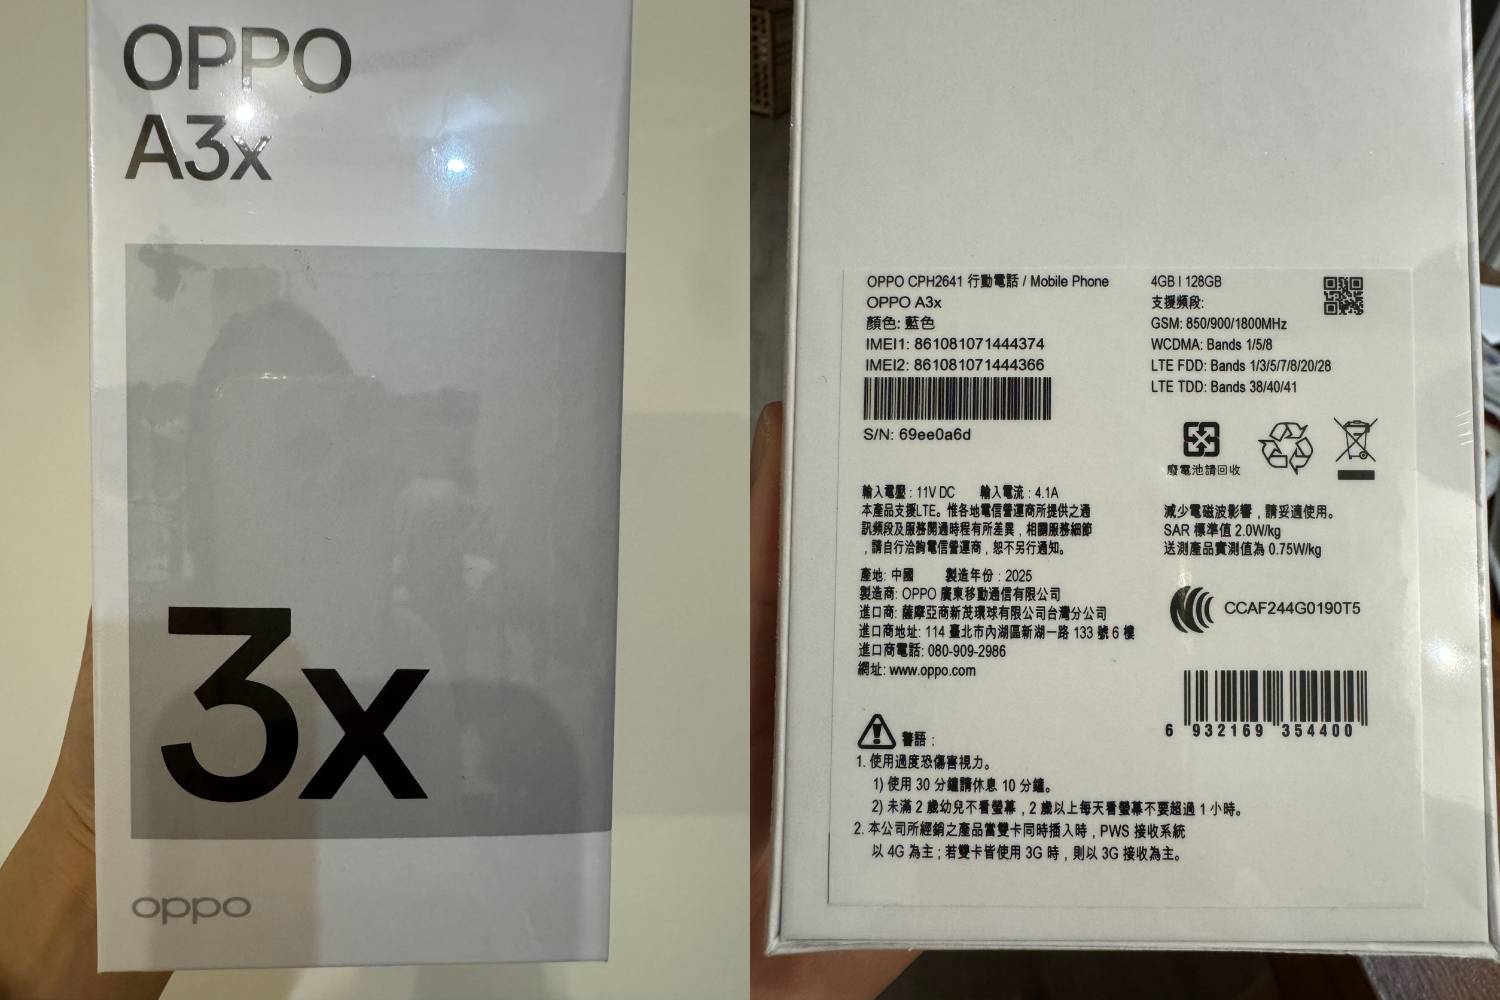 OPPO
A3x
3x
oppo
OPPO CPH2641 行動電話 / Mobile Phone
OPPO A3x
顏色: 藍色
IMEI1: 861081071444374
IMEI2: 861081071444366
S/N: 69ee0a6d
4GB | 128GB
支援頻段:
GSM: 850/900/1800MHz
WCDMA: Bands 1/5/8
LTE FDD: Bands 1/3/5/7/8/20/28
LTE TDD: Bands 38/40/41
廢電池請回收
輸入電壓 : 11V DC 輸入電流 : 4.1A
本產品支援LTE。惟各地電信營運商所提供之通
訊頻段及服務開通時程有所差異，相關服務細節
，請自行洽詢電信營運商，恕不另行通知。
減少電磁波影響，請妥適使用。
SAR 標準值 2.0W/kg
送測產品實測值為 0.75W/kg
產地: 中國 製造年份 : 2025
製造商: OPPO 廣東移動通信有限公司
進口商: 薩摩亞商新茂環球有限公司台灣分公司
進口商地址: 114 臺北市內湖區新湖一路 133 號 6 樓
進口商電話: 080-909-2986
網址: www.oppo.com
CCAF244G0190T5
6 932169 354400
警語 :
1. 使用過度恐傷害視力。
1) 使用 30 分鐘請休息 10 分鐘。
2) 未滿 2 歲幼兒不看螢幕，2 歲以上每天看螢幕不要超過 1 小時。
2. 本公司所經銷之產品當雙卡同時插入時，PWS 接收系統
以 4G 為主 ; 若雙卡皆使用 3G 時，則以 3G 接收為主。